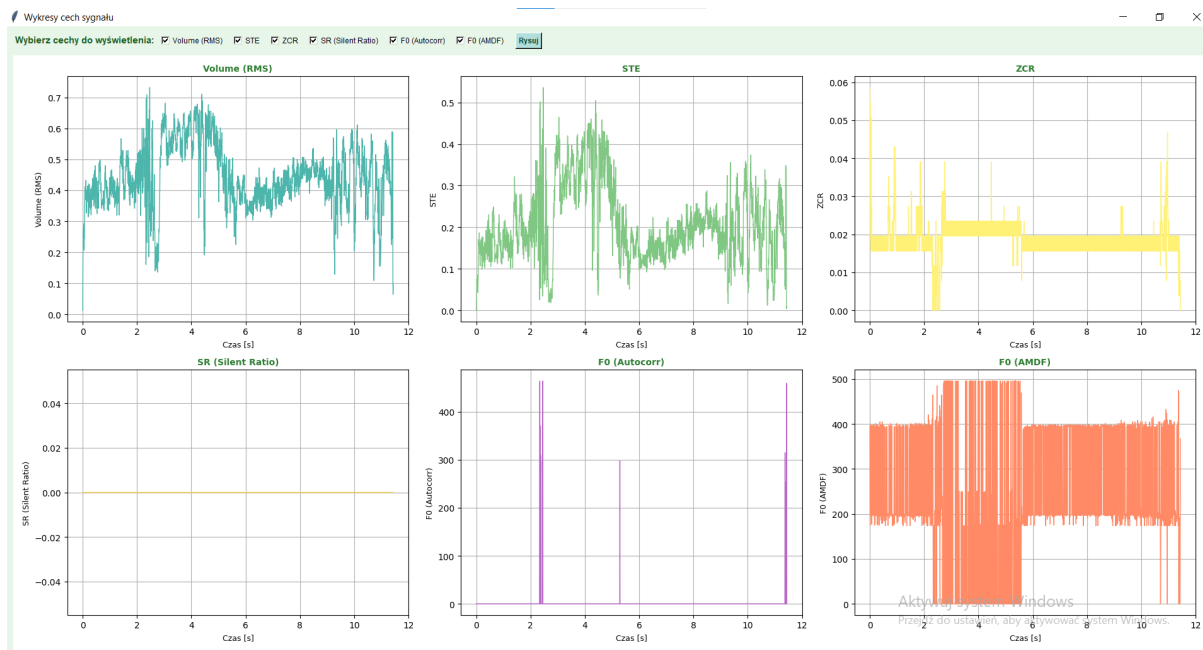 Wykresy cech sygnału
Wybierz cechy do wyświetlenia: Volume (RMS) STE ZCR SR (Silent Ratio) F0 (Autocorr) F0 (AMDF) Rysuj
Volume (RMS)
0.7
0.6
0.5
0.4
0.3
0.2
0.1
0.0
Volume (RMS)
0 2 4 6 8 10 12
Czas [s]
STE
0.5
0.4
0.3
0.2
0.1
0.0
STE
0 2 4 6 8 10 12
Czas [s]
ZCR
0.06
0.05
0.04
0.03
0.02
0.01
0.00
ZCR
0 2 4 6 8 10 12
Czas [s]
SR (Silent Ratio)
0.04
0.02
0.00
−0.02
−0.04
SR (Silent Ratio)
0 2 4 6 8 10 12
Czas [s]
F0 (Autocorr)
400
300
200
100
0
F0 (Autocorr)
0 2 4 6 8 10 12
Czas [s]
F0 (AMDF)
500
400
300
200
100
0
F0 (AMDF)
0 2 4 6 8 10 12
Czas [s]
Aktywuj system Windows
Przejdź do ustawień, aby aktywować system Windows.